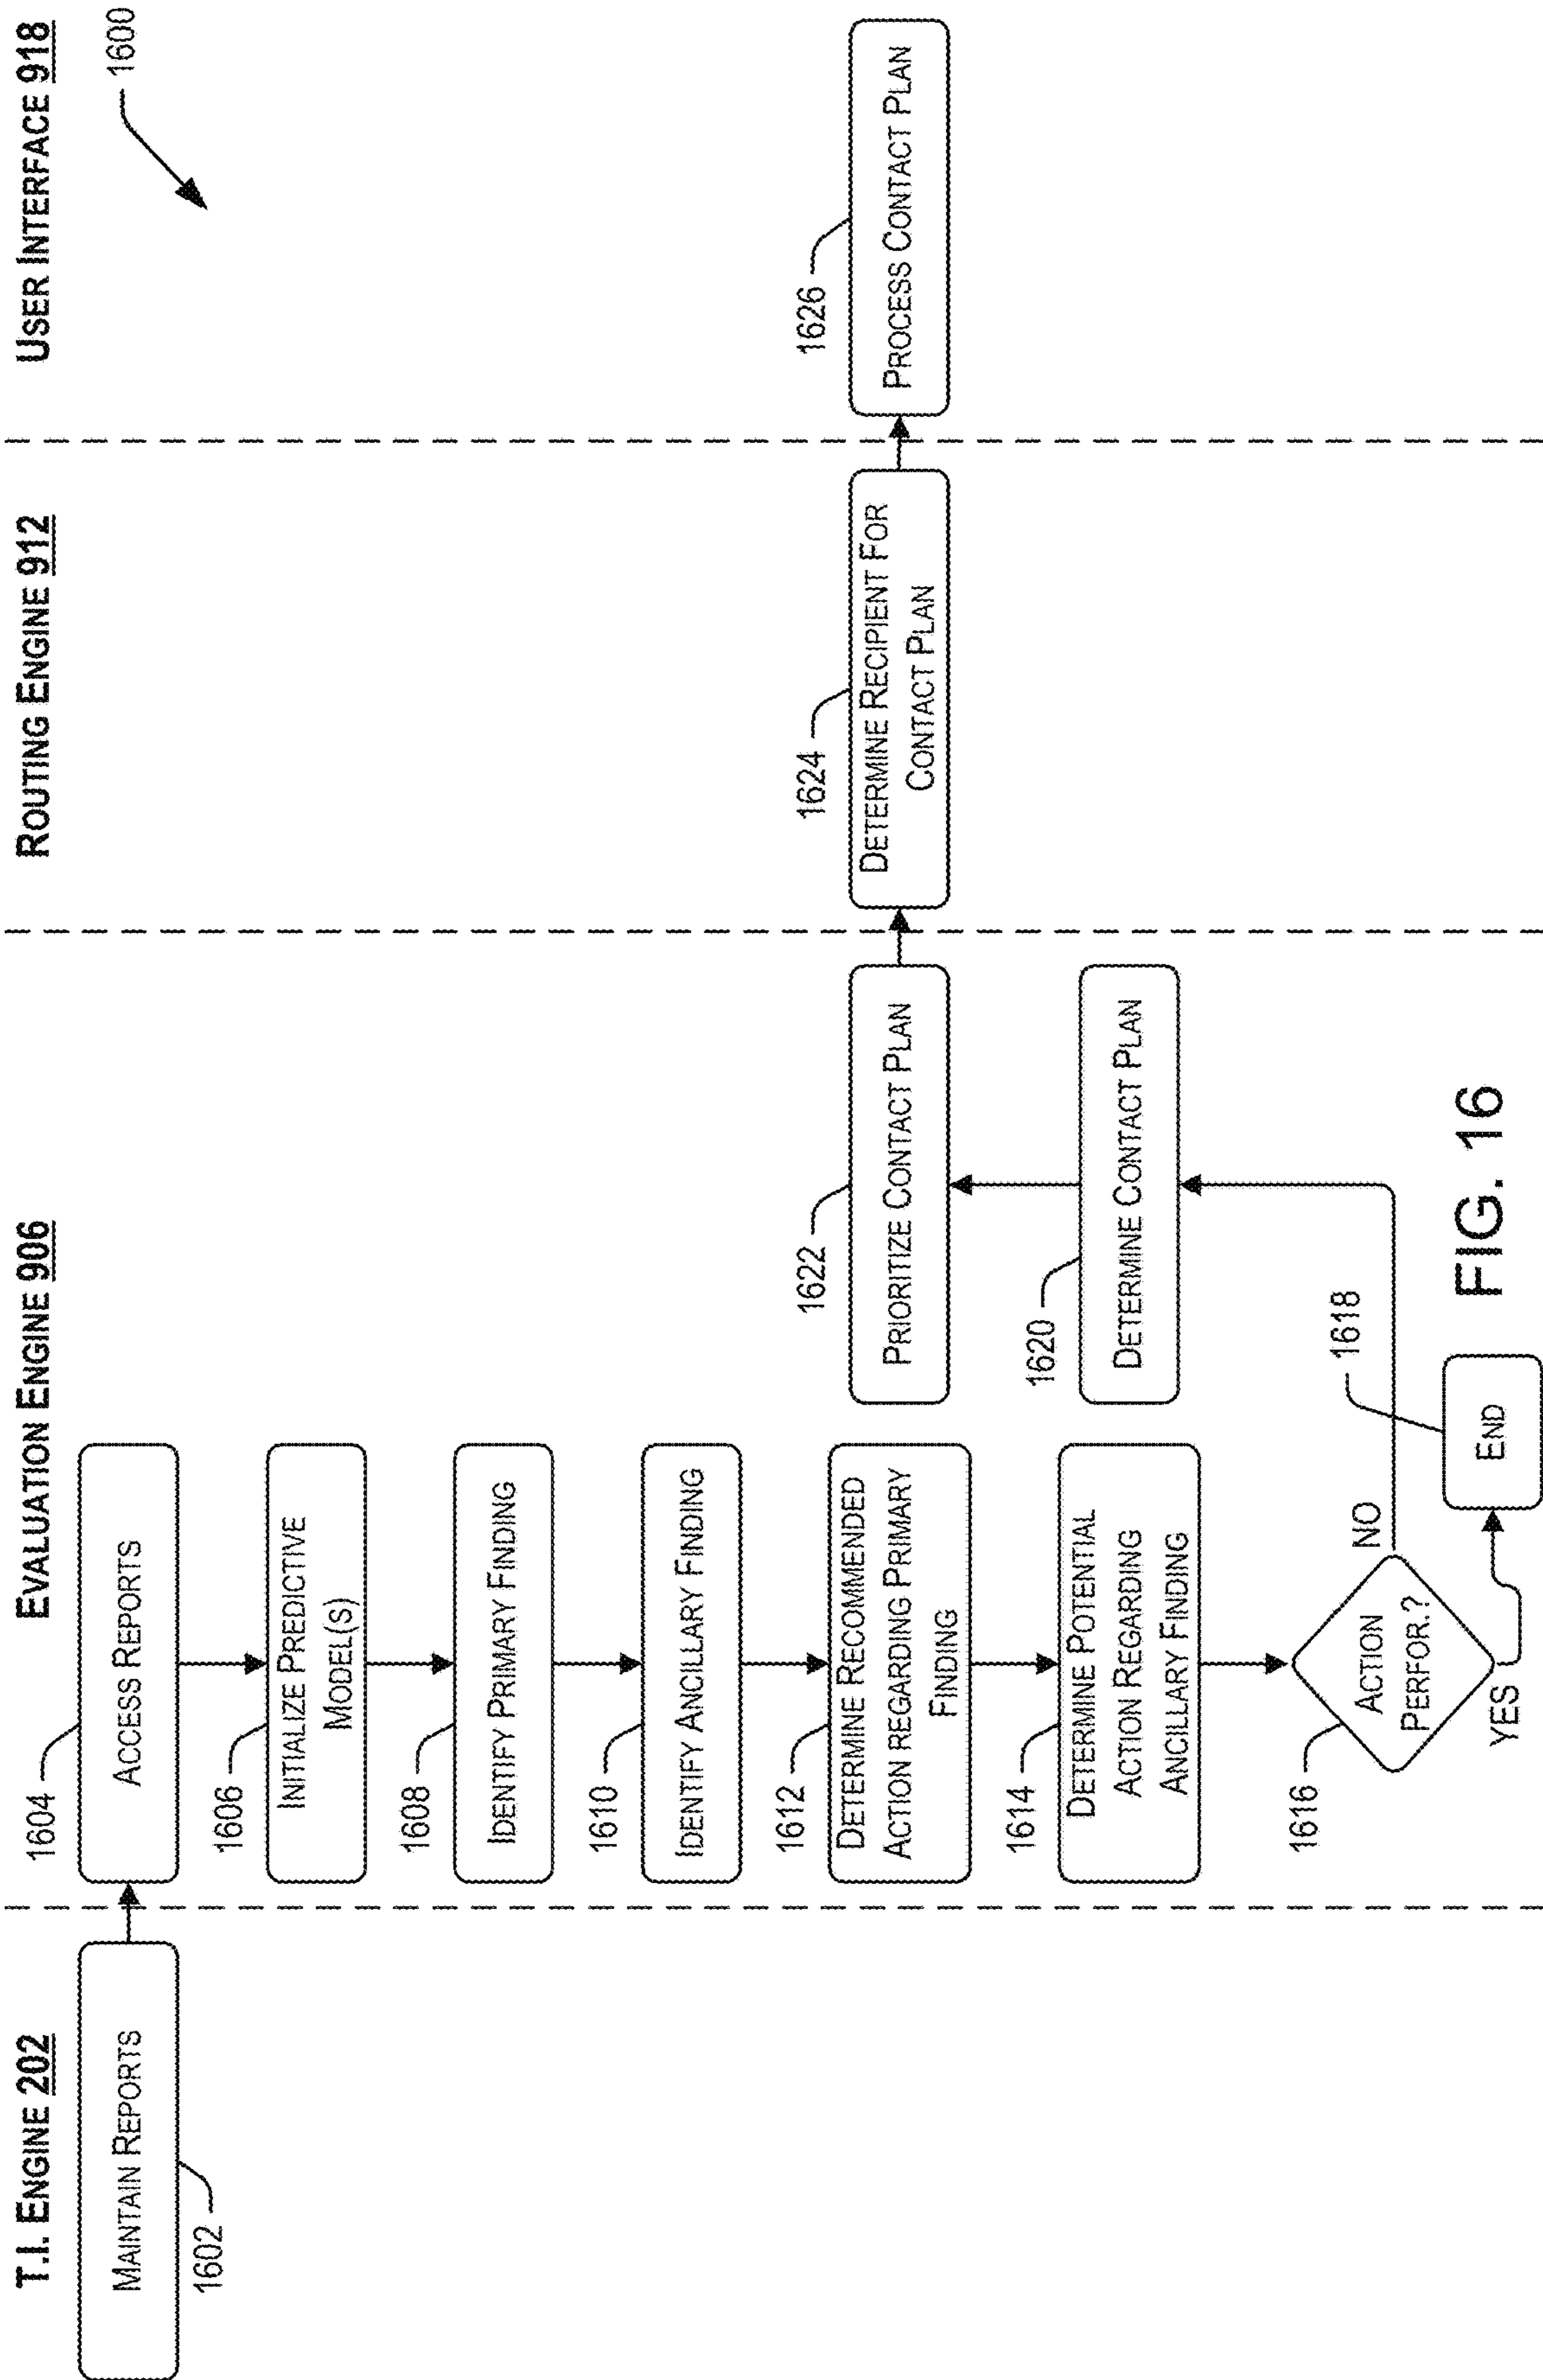 T.I. ENGINE 202
EVALUATION ENGINE 906
ROUTING ENGINE 912
USER INTERFACE 918
1600
MAINTAIN REPORTS
1602
1604
ACCESS REPORTS
1606
INITIALIZE PREDICTIVE
MODEL(S)
1608
IDENTIFY PRIMARY FINDING
1610
IDENTIFY ANCILLARY FINDING
1612
DETERMINE RECOMMENDED
ACTION REGARDING PRIMARY
FINDING
1614
DETERMINE POTENTIAL
ACTION REGARDING
ANCILLARY FINDING
1616
ACTION
PERFOR.?
NO
YES
END
1618
1620
DETERMINE CONTACT PLAN
1622
PRIORITIZE CONTACT PLAN
1624
DETERMINE RECIPIENT FOR
CONTACT PLAN
1626
PROCESS CONTACT PLAN
FIG. 16